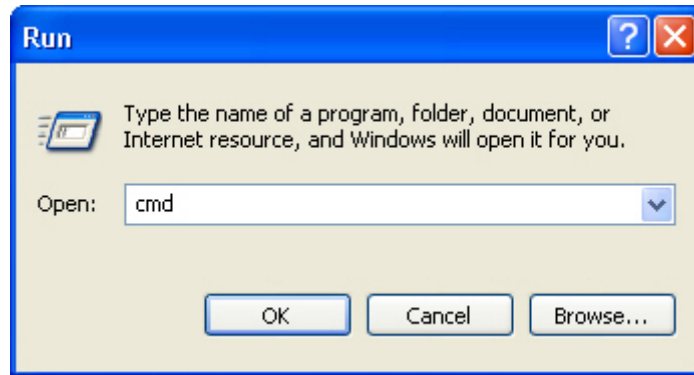 Run
Type the name of a program, folder, document, or
Internet resource, and Windows will open it for you.
Open: cmd
OK Cancel Browse...